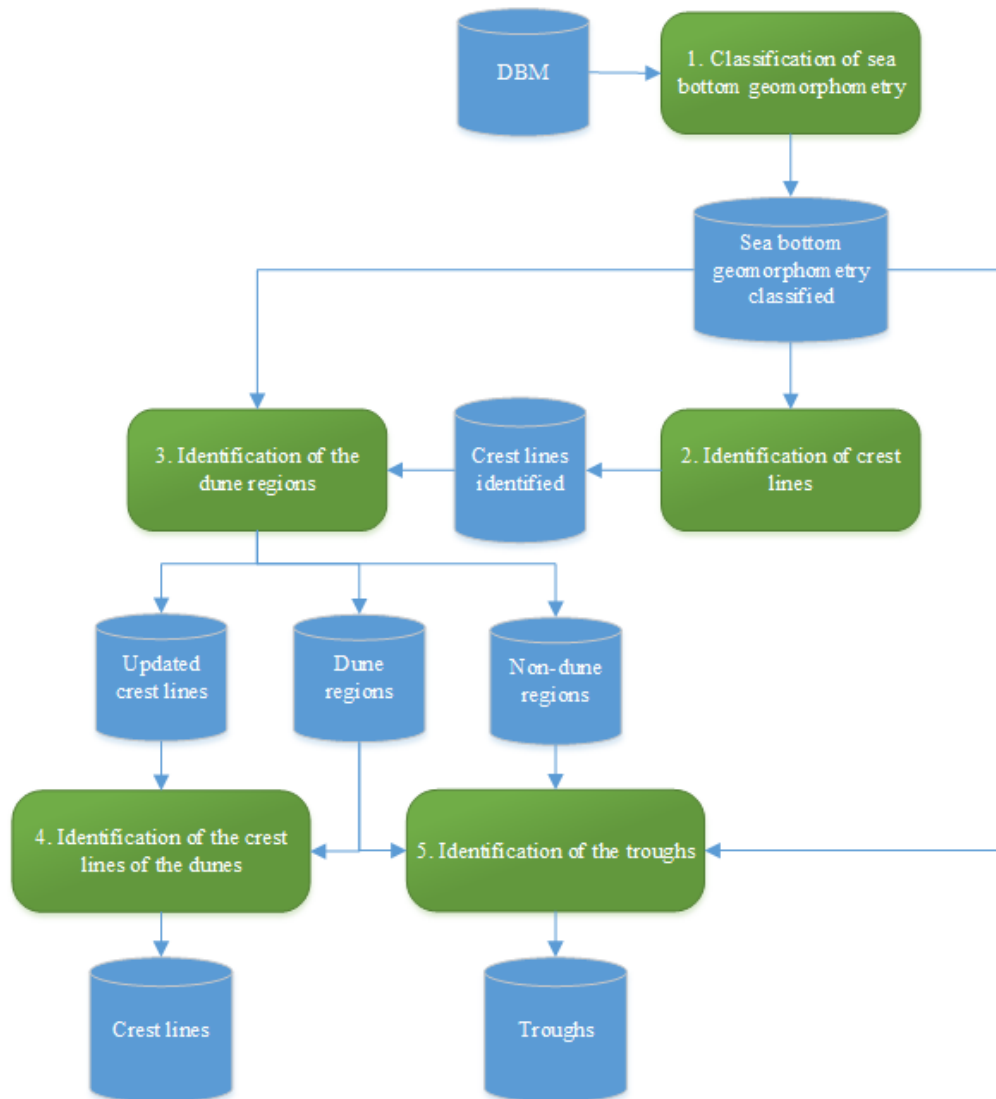 DBM
1. Classification of sea
bottom geomorphometry
Sea bottom
geomorphometry
classified
3. Identification of the
dune regions
Crest lines
identified
2. Identification of crest
lines
Updated
crest lines
Dune
regions
Non-dune
regions
4. Identification of the crest
lines of the dunes
5. Identification of the troughs
Crest lines
Troughs